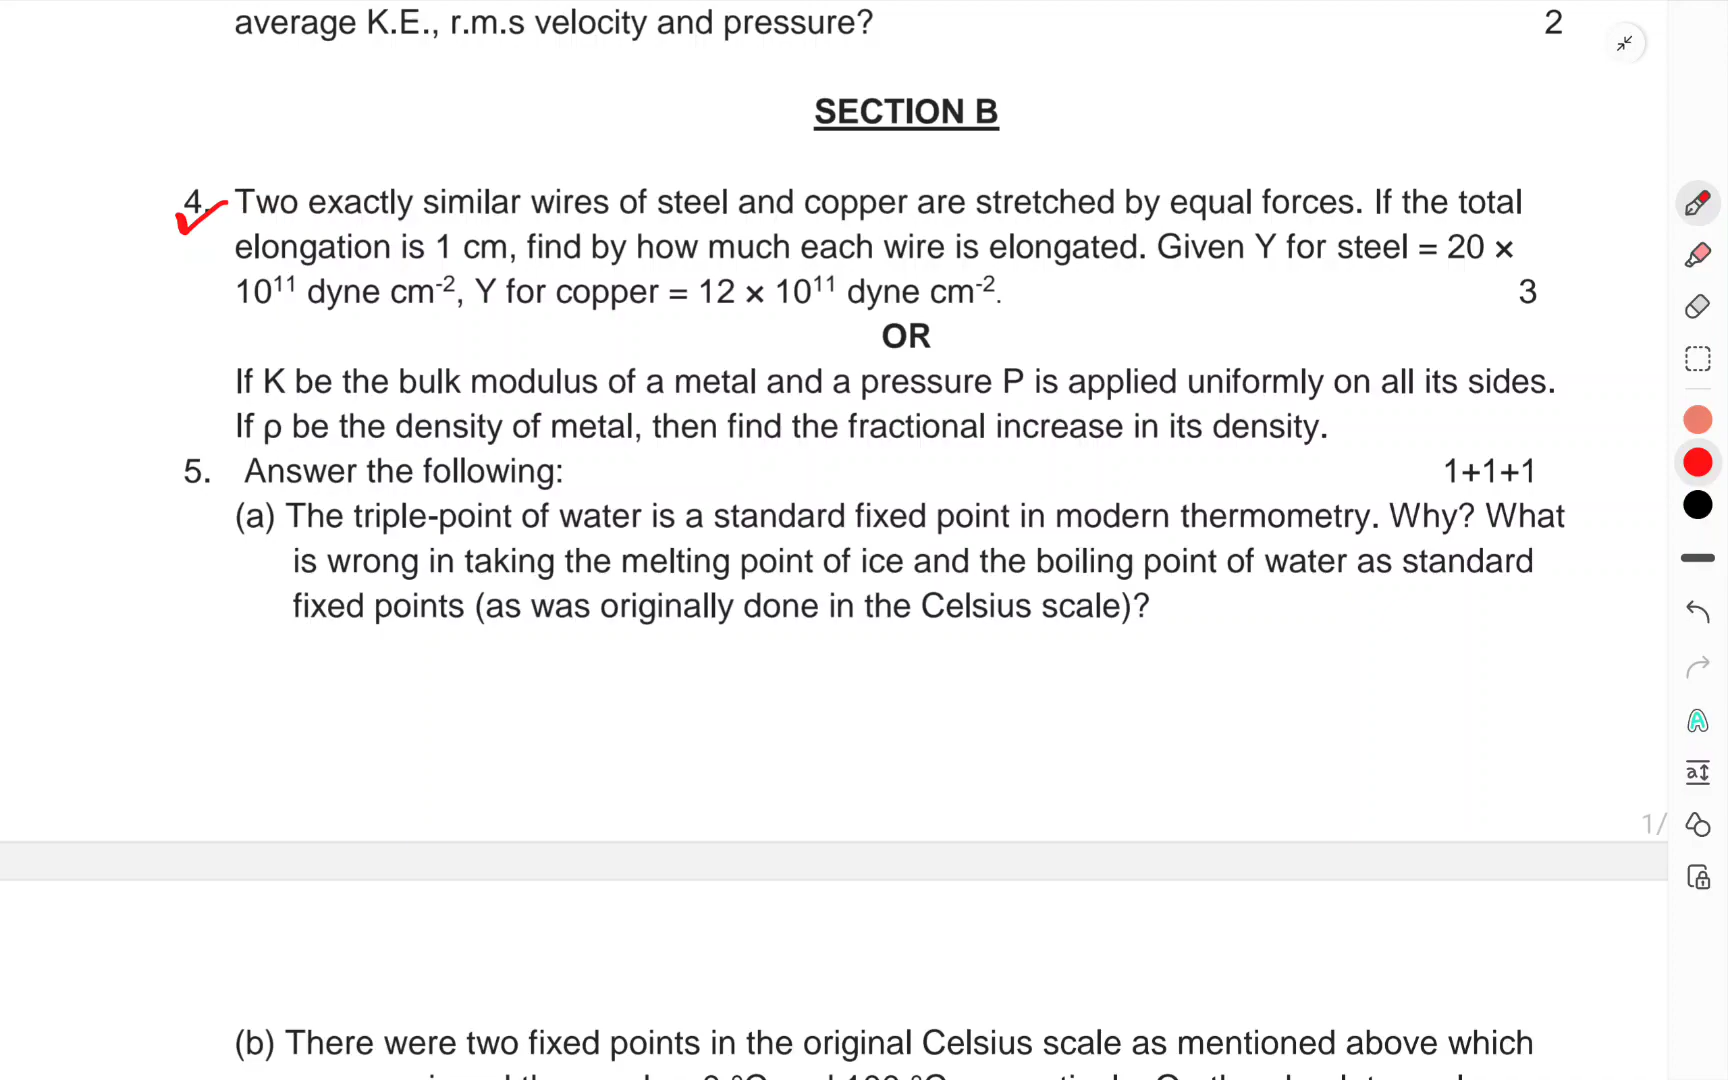 average K.E., r.m.s velocity and pressure? 2
SECTION B
4. Two exactly similar wires of steel and copper are stretched by equal forces. If the total
elongation is 1 cm, find by how much each wire is elongated. Given Y for steel = 20 ×
10¹¹ dyne cm⁻², Y for copper = 12 × 10¹¹ dyne cm⁻². 3
OR
If K be the bulk modulus of a metal and a pressure P is applied uniformly on all its sides.
If ρ be the density of metal, then find the fractional increase in its density.
5. Answer the following: 1+1+1
(a) The triple-point of water is a standard fixed point in modern thermometry. Why? What
is wrong in taking the melting point of ice and the boiling point of water as standard
fixed points (as was originally done in the Celsius scale)?
1/
(b) There were two fixed points in the original Celsius scale as mentioned above which